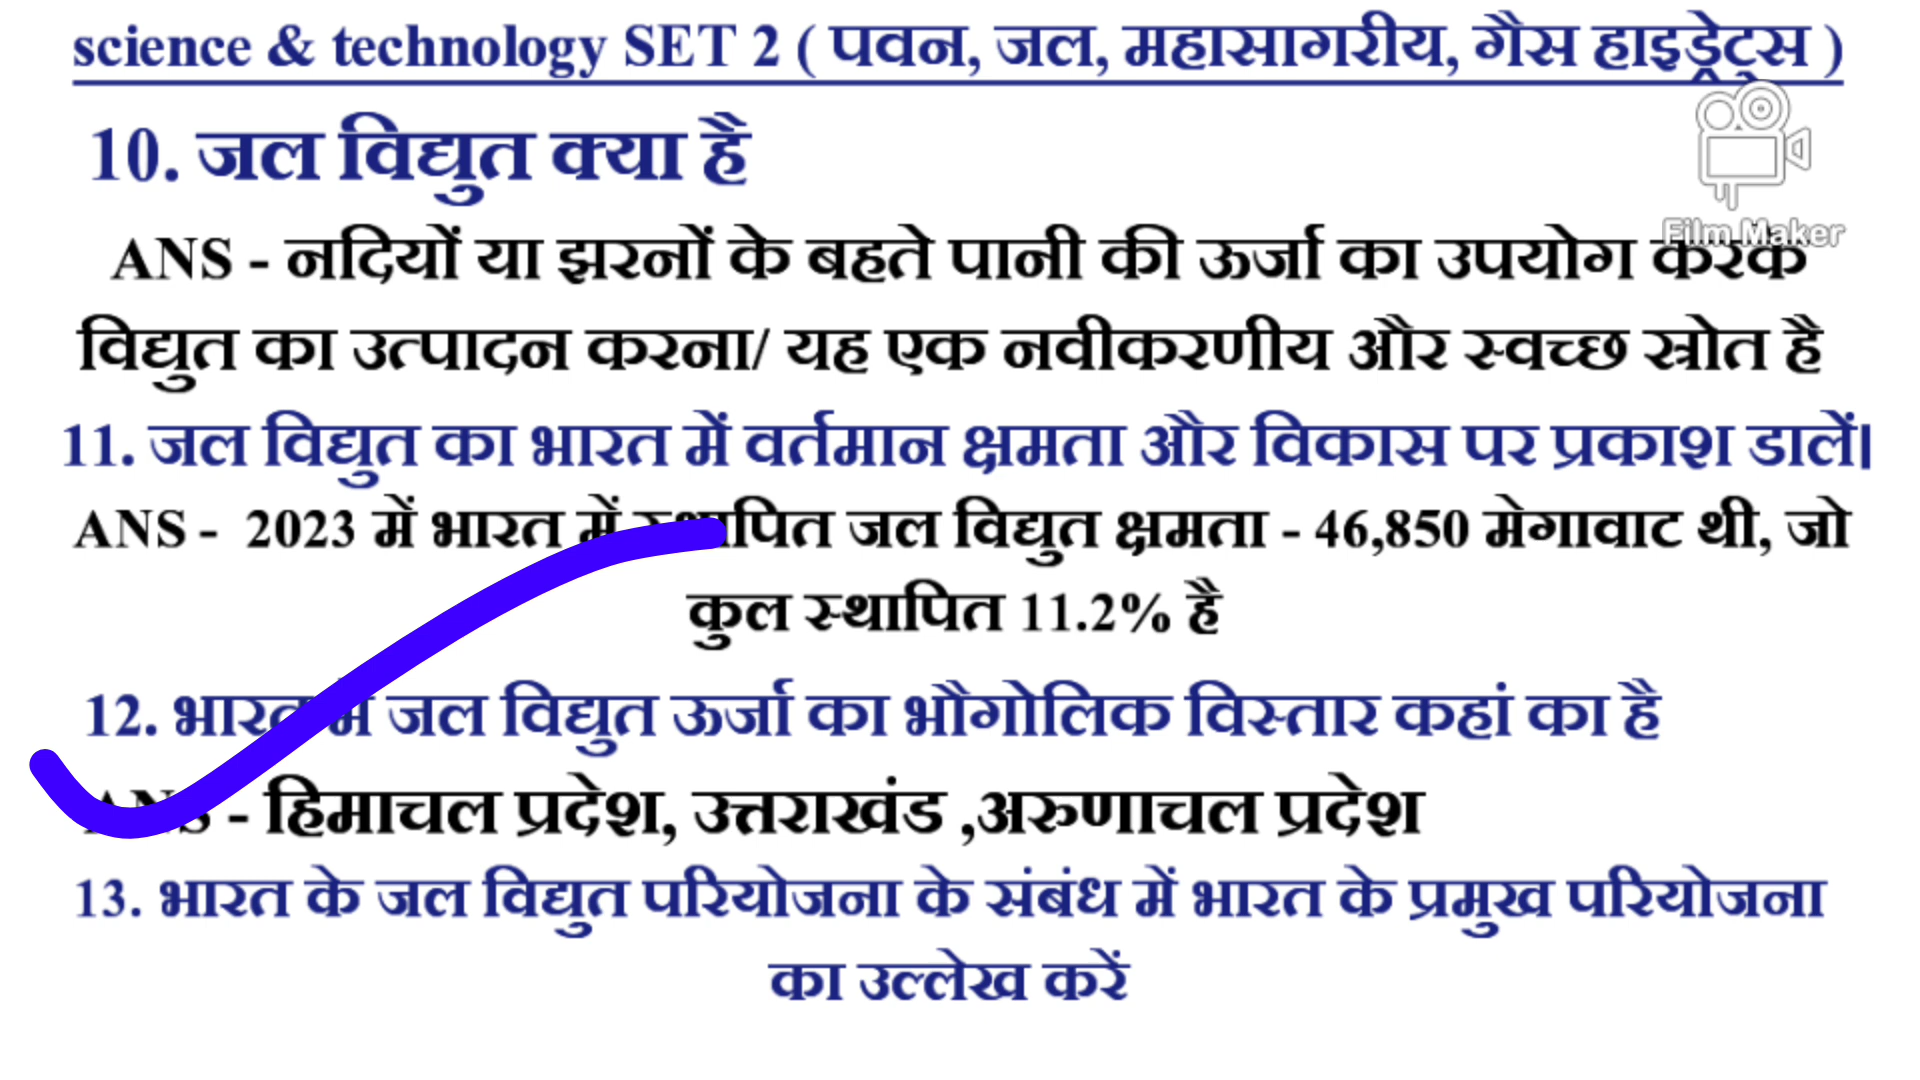 science & technology SET 2 ( पवन, जल, महासागरीय, गैस हाइड्रेट्स )
10. जल विद्युत क्या है
Film Maker
ANS - नदियों या झरनों के बहते पानी की ऊर्जा का उपयोग करके
विद्युत का उत्पादन करना/ यह एक नवीकरणीय और स्वच्छ स्रोत है
11. जल विद्युत का भारत में वर्तमान क्षमता और विकास पर प्रकाश डालें|
ANS - 2023 में भारत में स्थापित जल विद्युत क्षमता - 46,850 मेगावाट थी, जो
कुल स्थापित 11.2% है
12. भारत में जल विद्युत ऊर्जा का भौगोलिक विस्तार कहां का है
ANS - हिमाचल प्रदेश, उत्तराखंड ,अरुणाचल प्रदेश
13. भारत के जल विद्युत परियोजना के संबंध में भारत के प्रमुख परियोजना
का उल्लेख करें